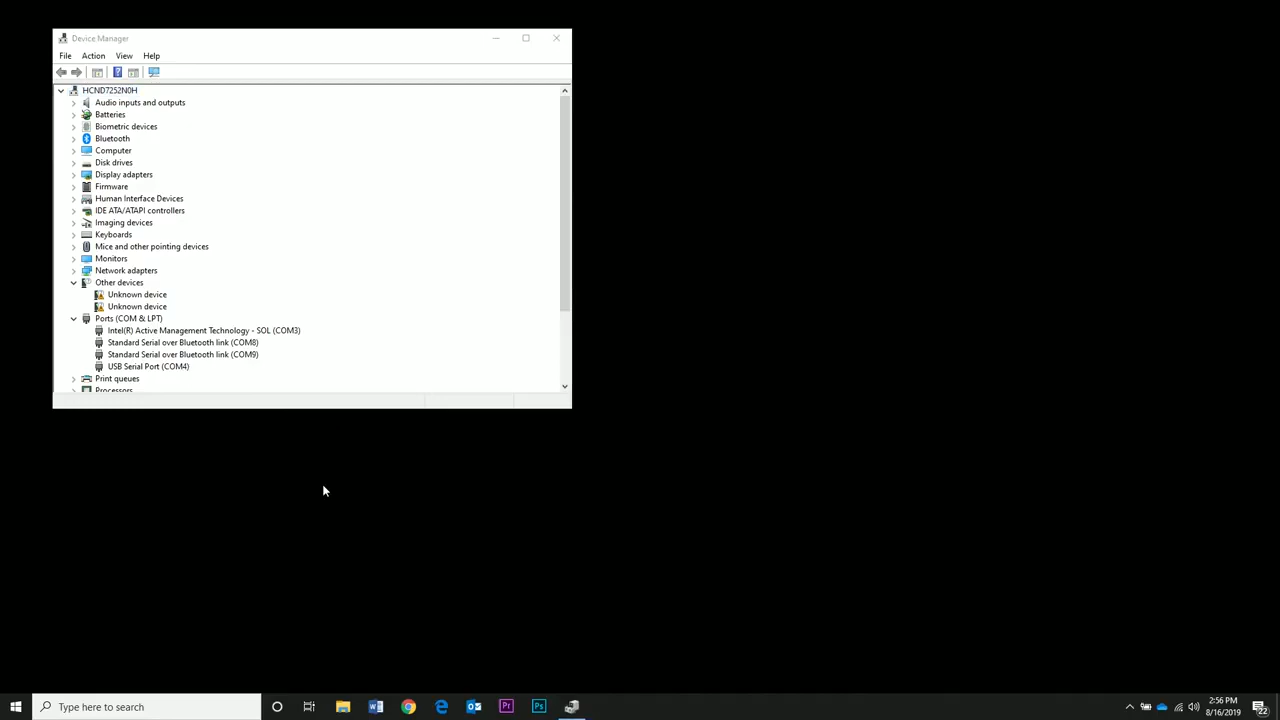 Device Manager
File Action View Help
HCND7252N0H
Audio inputs and outputs
Batteries
Biometric devices
Bluetooth
Computer
Disk drives
Display adapters
Firmware
Human Interface Devices
IDE ATA/ATAPI controllers
Imaging devices
Keyboards
Mice and other pointing devices
Monitors
Network adapters
Other devices
Unknown device
Unknown device
Ports (COM & LPT)
Intel(R) Active Management Technology - SOL (COM3)
Standard Serial over Bluetooth link (COM8)
Standard Serial over Bluetooth link (COM9)
USB Serial Port (COM4)
Print queues
Processors
Type here to search
Pr
Ps
2:56 PM
8/16/2019
22